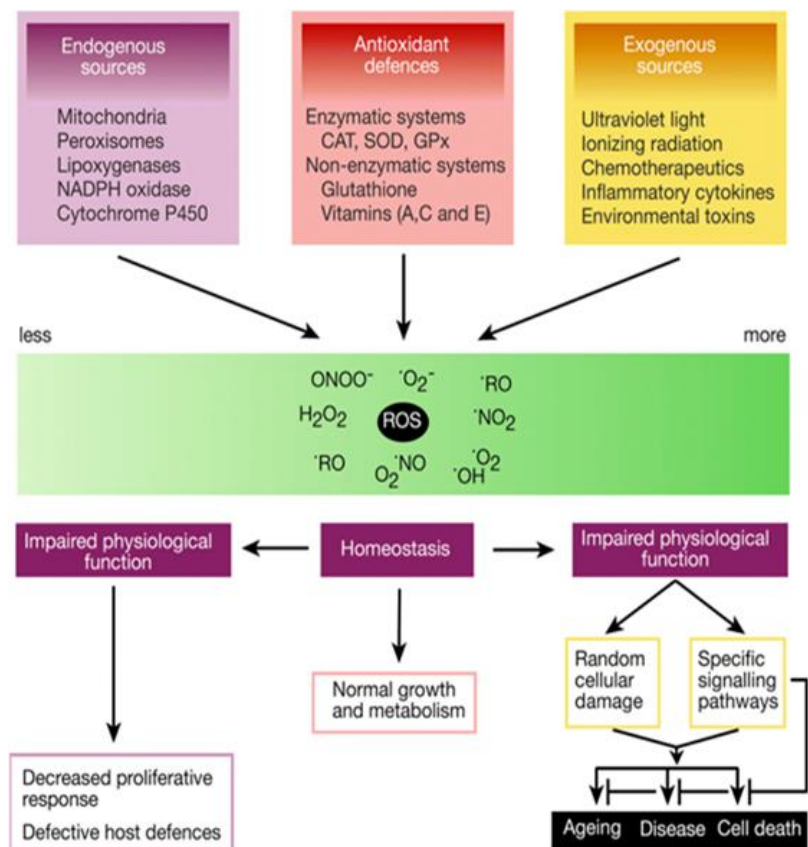 Endogenous
sources
Mitochondria
Peroxisomes
Lipoxygenases
NADPH oxidase
Cytochrome P450
Antioxidant
defences
Enzymatic systems
CAT, SOD, GPx
Non-enzymatic systems
Glutathione
Vitamins (A,C and E)
Exogenous
sources
Ultraviolet light
Ionizing radiation
Chemotherapeutics
Inflammatory cytokines
Environmental toxins
less
more
ONOO⁻ ·O₂⁻ ·RO
H₂O₂ ROS ·NO₂
·RO O₂·NO ·OH ·O₂
Impaired physiological
function
Homeostasis
Impaired physiological
function
Normal growth
and metabolism
Random
cellular
damage
Specific
signalling
pathways
Decreased proliferative
response
Defective host defences
Ageing Disease Cell death